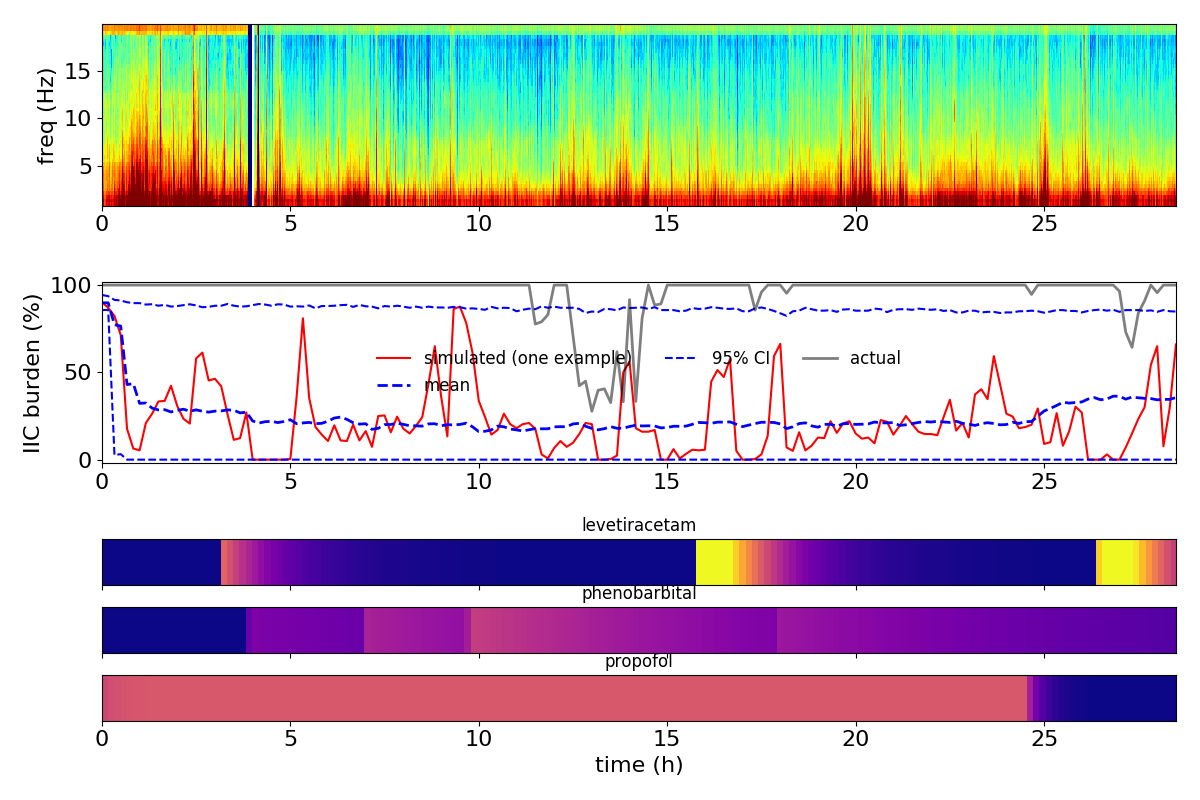 freq (Hz)
15
10
5
0 5 10 15 20 25
IIC burden (%)
100
50
0
simulated (one example) 95% CI actual
mean
0 5 10 15 20 25
levetiracetam
phenobarbital
propofol
0 5 10 15 20 25
time (h)